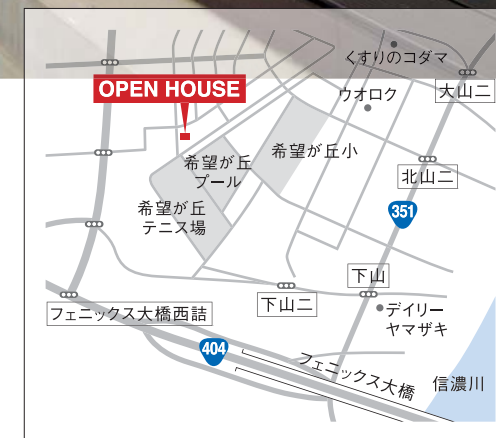 くすりのコダマ
大山二
OPEN HOUSE
ウオロク
希望が丘小
希望が丘
プール
北山二
希望が丘
テニス場
351
下山
下山二
フェニックス大橋西詰
デイリー
ヤマザキ
404
フェニックス大橋
信濃川